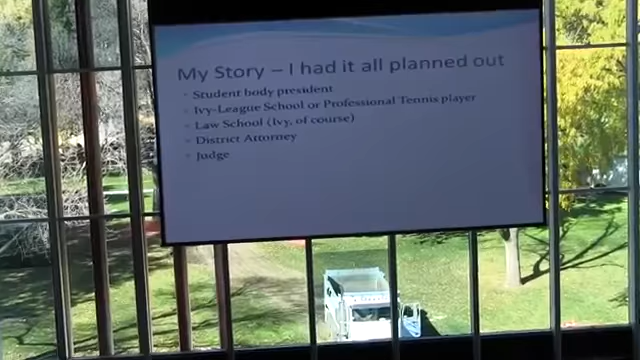 My Story – I had it all planned out
Student body president
Ivy-League School or Professional Tennis player
Law School (Ivy, of course)
District Attorney
Judge